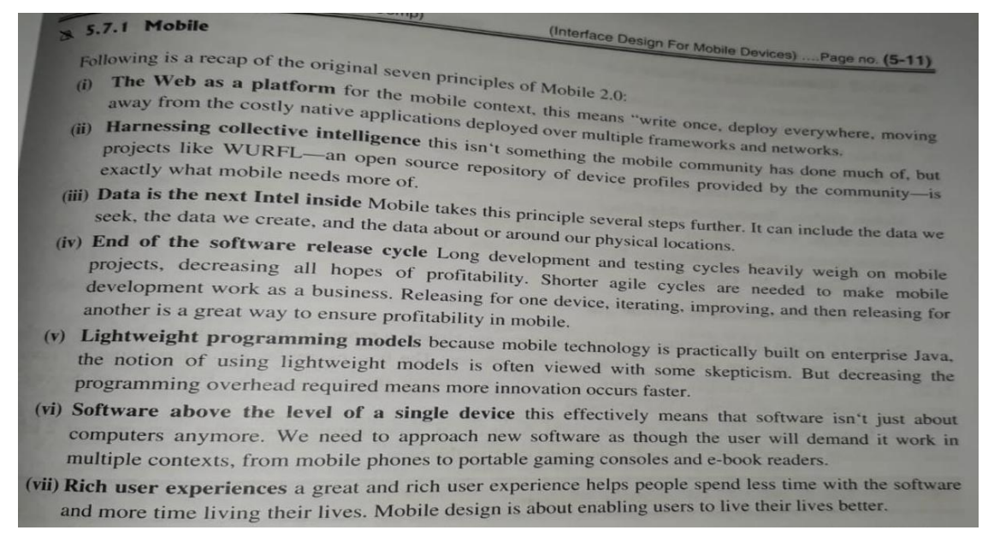 5.7.1 Mobile
(Interface Design For Mobile Devices) ....Page no. (5-11)
Following is a recap of the original seven principles of Mobile 2.0:
(i) The Web as a platform for the mobile context, this means “write once, deploy everywhere, moving
away from the costly native applications deployed over multiple frameworks and networks.
(ii) Harnessing collective intelligence this isn‘t something the mobile community has done much of, but
projects like WURFL—an open source repository of device profiles provided by the community—is
exactly what mobile needs more of.
(iii) Data is the next Intel inside Mobile takes this principle several steps further. It can include the data we
seek, the data we create, and the data about or around our physical locations.
(iv) End of the software release cycle Long development and testing cycles heavily weigh on mobile
projects, decreasing all hopes of profitability. Shorter agile cycles are needed to make mobile
development work as a business. Releasing for one device, iterating, improving, and then releasing for
another is a great way to ensure profitability in mobile.
(v) Lightweight programming models because mobile technology is practically built on enterprise Java,
the notion of using lightweight models is often viewed with some skepticism. But decreasing the
programming overhead required means more innovation occurs faster.
(vi) Software above the level of a single device this effectively means that software isn‘t just about
computers anymore. We need to approach new software as though the user will demand it work in
multiple contexts, from mobile phones to portable gaming consoles and e-book readers.
(vii) Rich user experiences a great and rich user experience helps people spend less time with the software
and more time living their lives. Mobile design is about enabling users to live their lives better.